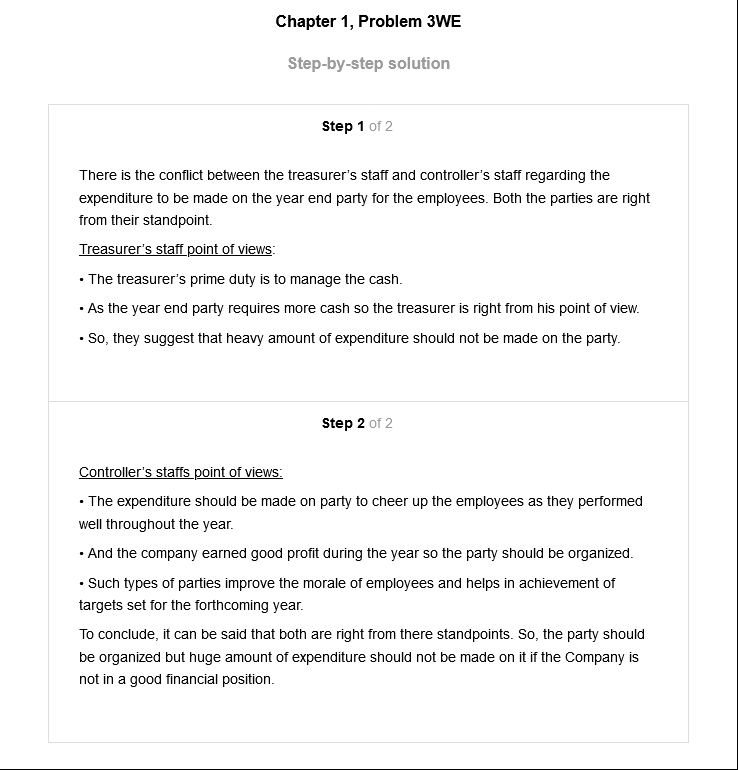 Chapter 1, Problem 3WE
Step-by-step solution
Step 1 of 2
There is the conflict between the treasurer's staff and controller's staff regarding the
expenditure to be made on the year end party for the employees. Both the parties are right
from their standpoint.
Treasurer's staff point of views:
• The treasurer's prime duty is to manage the cash.
• As the year end party requires more cash so the treasurer is right from his point of view.
• So, they suggest that heavy amount of expenditure should not be made on the party.
Step 2 of 2
Controller's staffs point of views:
• The expenditure should be made on party to cheer up the employees as they performed
well throughout the year.
• And the company earned good profit during the year so the party should be organized.
• Such types of parties improve the morale of employees and helps in achievement of
targets set for the forthcoming year.
To conclude, it can be said that both are right from there standpoints. So, the party should
be organized but huge amount of expenditure should not be made on it if the Company is
not in a good financial position.